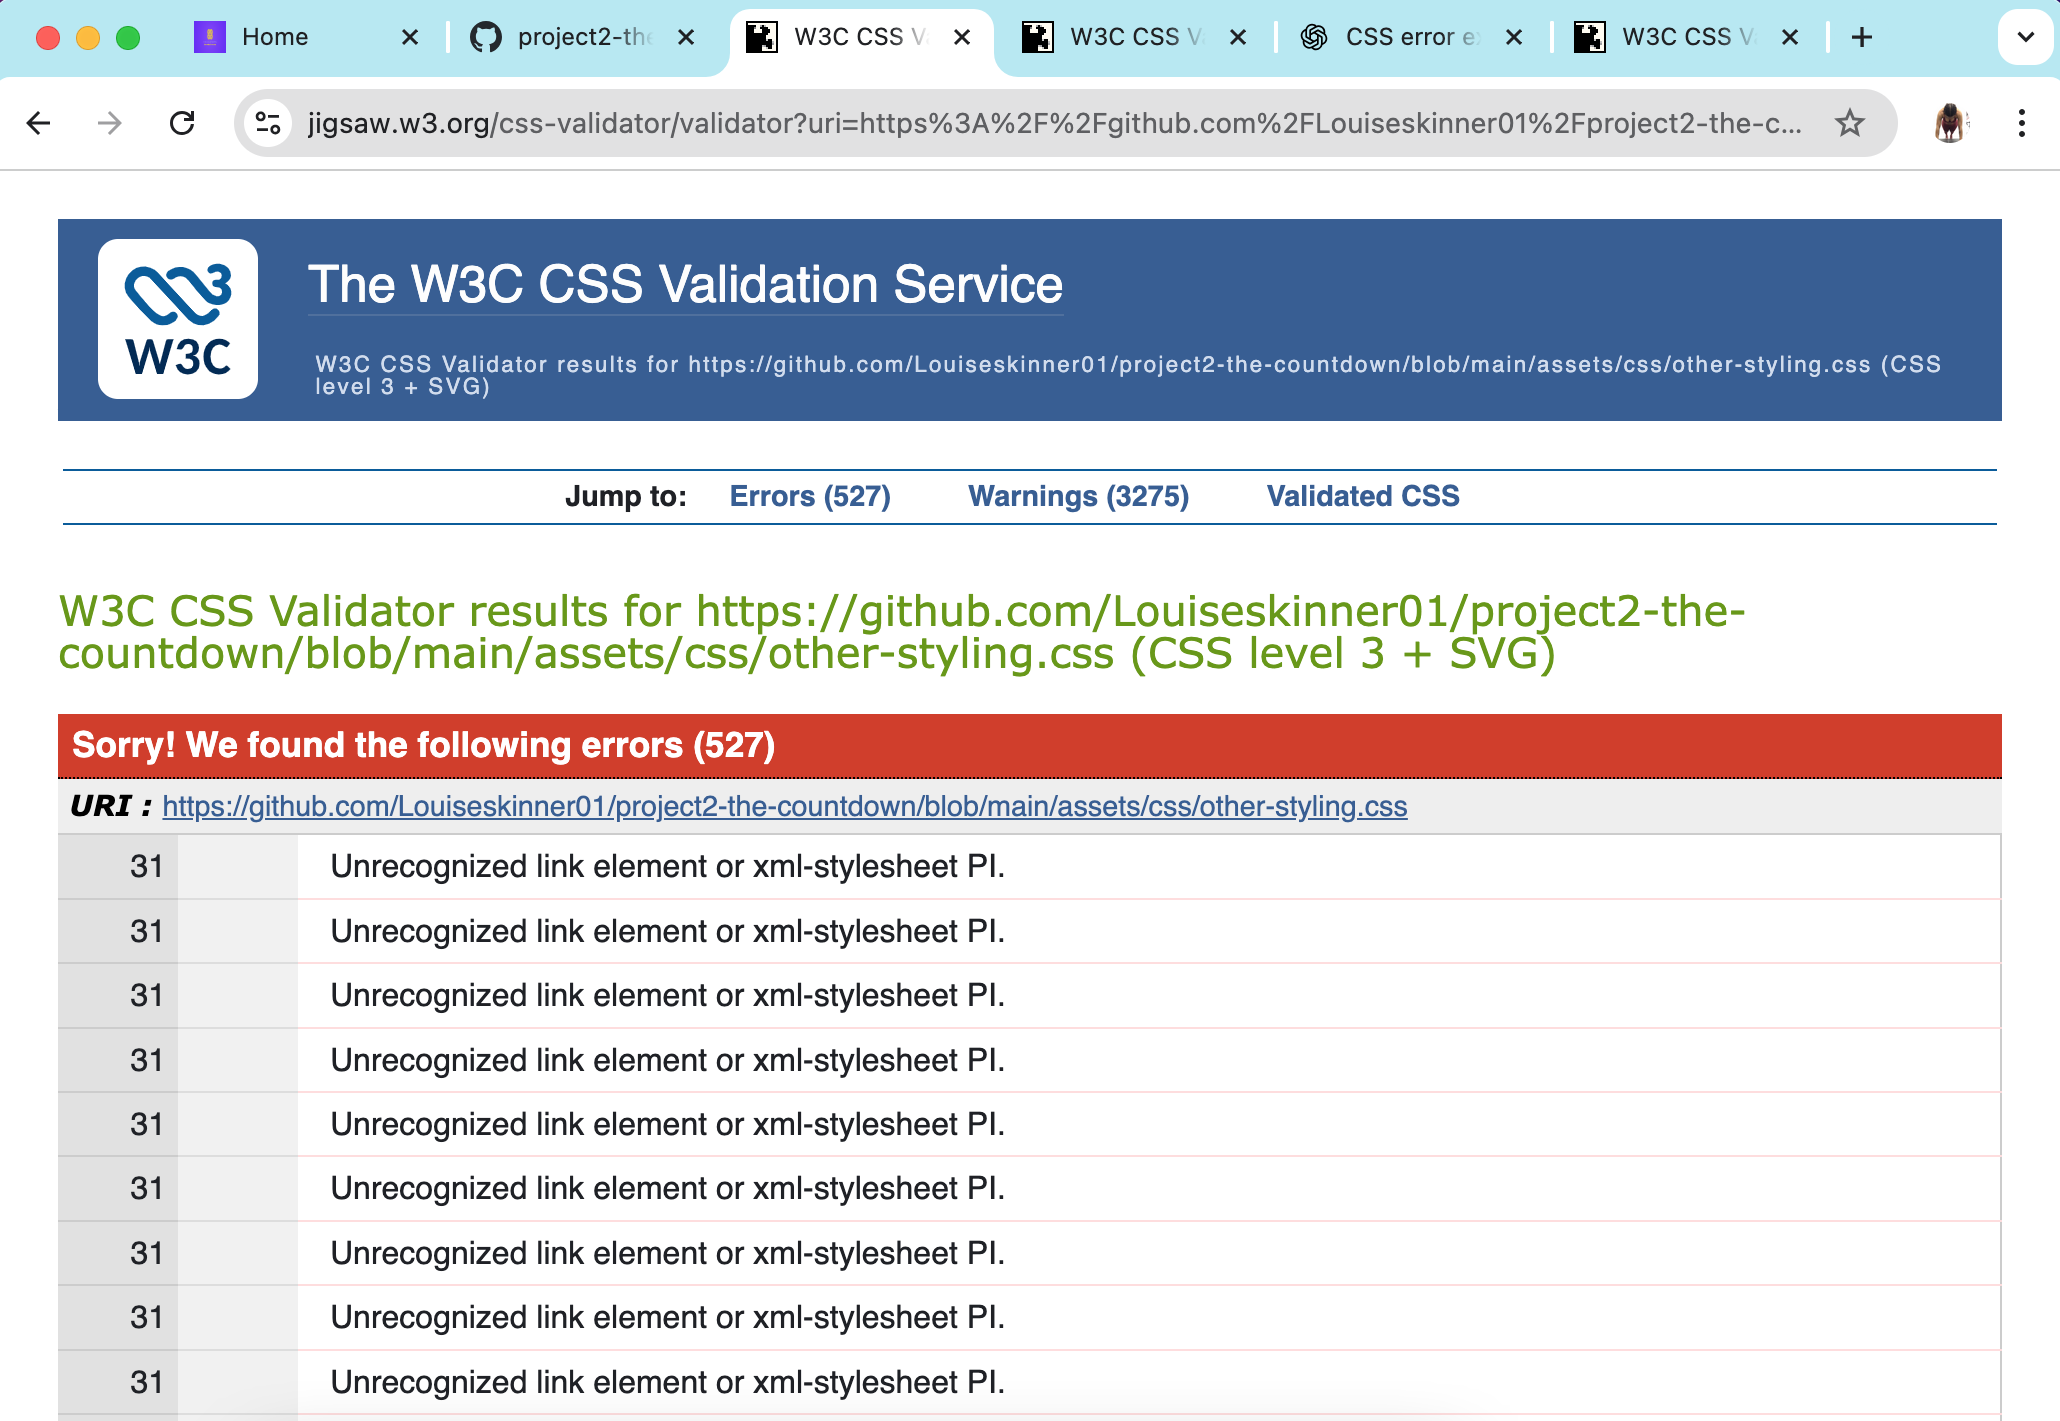 Home
project2-the
W3C CSS Va
W3C CSS Va
CSS error ex
W3C CSS Va
jigsaw.w3.org/css-validator/validator?uri=https%3A%2F%2Fgithub.com%2FLouiseskinner01%2Fproject2-the-c...
W3C
The W3C CSS Validation Service
W3C CSS Validator results for https://github.com/Louiseskinner01/project2-the-countdown/blob/main/assets/css/other-styling.css (CSS
level 3 + SVG)
Jump to: Errors (527) Warnings (3275) Validated CSS
W3C CSS Validator results for https://github.com/Louiseskinner01/project2-the-
countdown/blob/main/assets/css/other-styling.css (CSS level 3 + SVG)
Sorry! We found the following errors (527)
URI : https://github.com/Louiseskinner01/project2-the-countdown/blob/main/assets/css/other-styling.css
31 Unrecognized link element or xml-stylesheet PI.
31 Unrecognized link element or xml-stylesheet PI.
31 Unrecognized link element or xml-stylesheet PI.
31 Unrecognized link element or xml-stylesheet PI.
31 Unrecognized link element or xml-stylesheet PI.
31 Unrecognized link element or xml-stylesheet PI.
31 Unrecognized link element or xml-stylesheet PI.
31 Unrecognized link element or xml-stylesheet PI.
31 Unrecognized link element or xml-stylesheet PI.